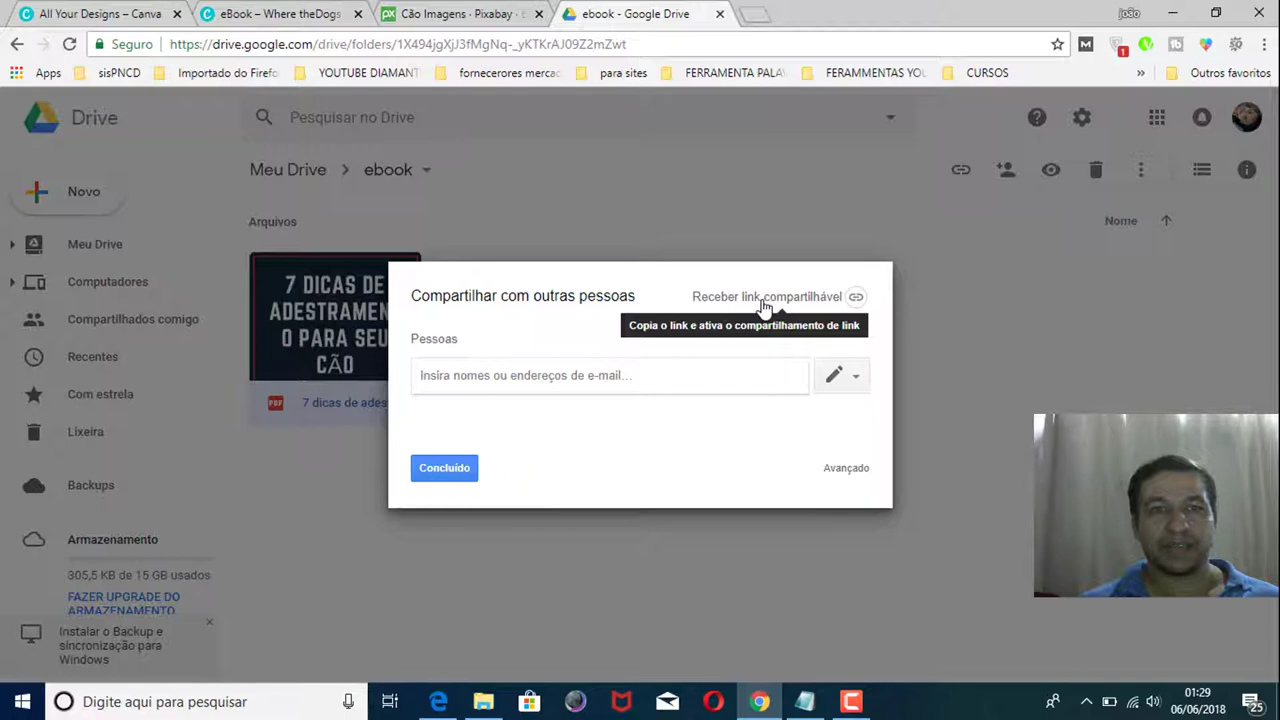 All Your Designs – Canva
eBook – Where theDogs
Cão Imagens · Pixabay -
ebook - Google Drive
joão
Seguro
https://drive.google.com/drive/folders/1X494jgXjJ3fMgNq-_yKTKrAJ09Z2mZwt
Apps
sisPNCD
Importado do Firefo
YOUTUBE DIAMANT
fornecerores merca
para sites
FERRAMENTA PALA
FERAMMENTAS YOU
CURSOS
»
Outros favoritos
Drive
Pesquisar no Drive
Meu Drive > ebook
Novo
Arquivos
Nome
Meu Drive
Computadores
Compartilhados comigo
Recentes
Com estrela
Lixeira
Backups
Armazenamento
305,5 KB de 15 GB usados
FAZER UPGRADE DO
ARMAZENAMENTO
Instalar o Backup e
sincronização para
Windows
7 DICAS DE
ADESTRAMEN
O PARA SEU
CÃO
PDF
7 dicas de ades
Compartilhar com outras pessoas
Receber link compartilhável
Copia o link e ativa o compartilhamento de link
Pessoas
Insira nomes ou endereços de e-mail...
Concluído
Avançado
Digite aqui para pesquisar
01:29
06/06/2018
25